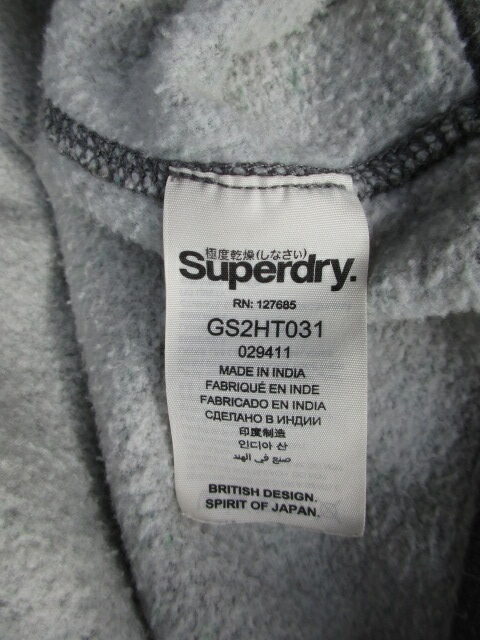 極度乾燥(しなさい)
Superdry.
RN: 127685
GS2HT031
029411
MADE IN INDIA
FABRIQUÉ EN INDE
FABRICADO EN INDIA
СДЕЛАНО В ИНДИИ
印度制造
인디아 산
صنع في الهند
BRITISH DESIGN.
SPIRIT OF JAPAN.